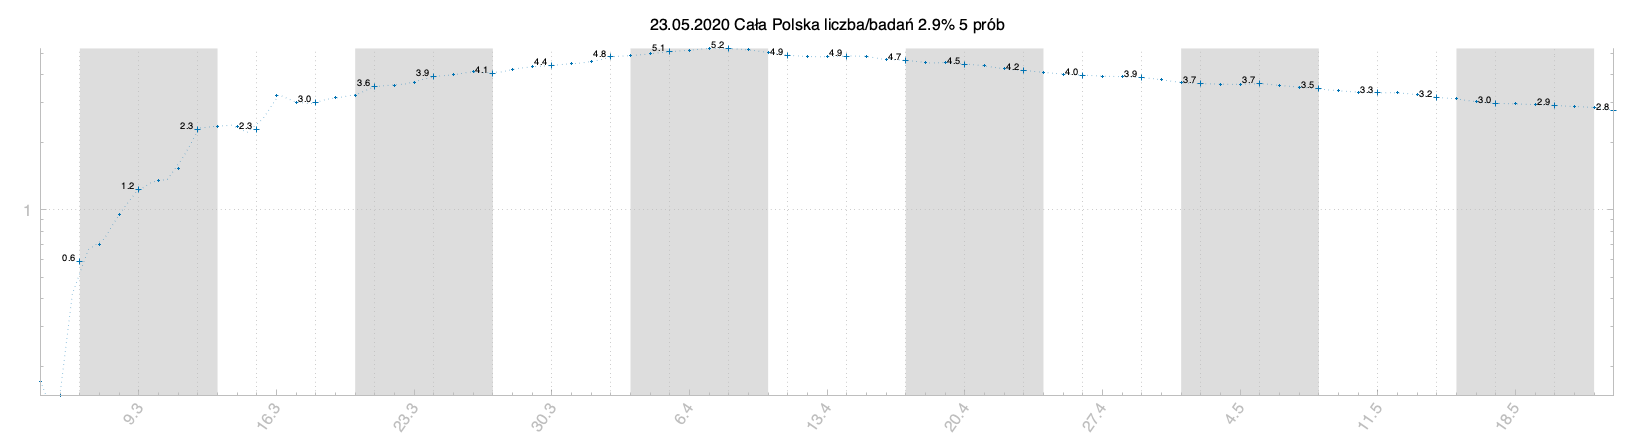 23.05.2020 Cała Polska liczba/badań 2.9% 5 prób
0.6 1.2 2.3 2.3 3.0 3.6 3.9 4.1 4.4 4.8 5.1 5.2 4.9 4.9 4.7 4.5 4.2 4.0 3.9 3.7 3.7 3.5 3.3 3.2 3.0 2.9 2.8
1
9.3 16.3 23.3 30.3 6.4 13.4 20.4 27.4 4.5 11.5 18.5